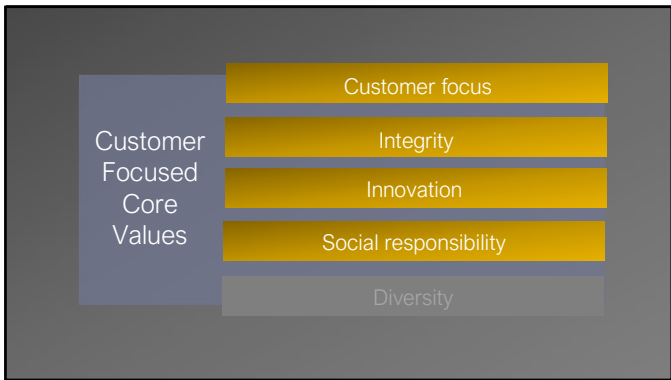 Customer
Focused
Core
Values
Customer focus
Integrity
Innovation
Social responsibility
Diversity